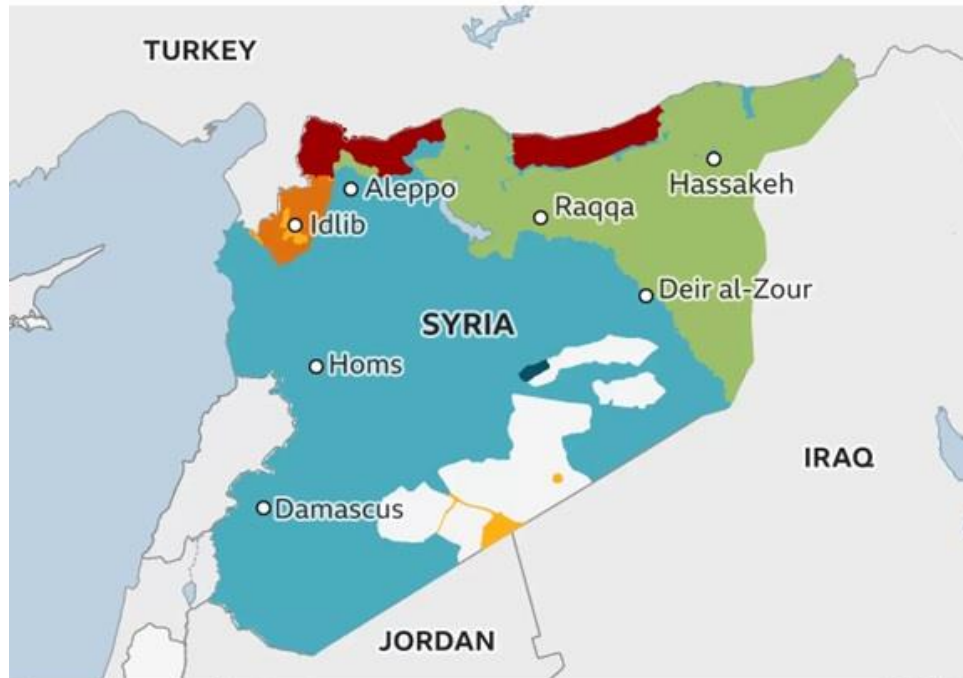 TURKEY
Aleppo
Hassakeh
Idlib
Raqqa
Deir al-Zour
SYRIA
Homs
IRAQ
Damascus
JORDAN